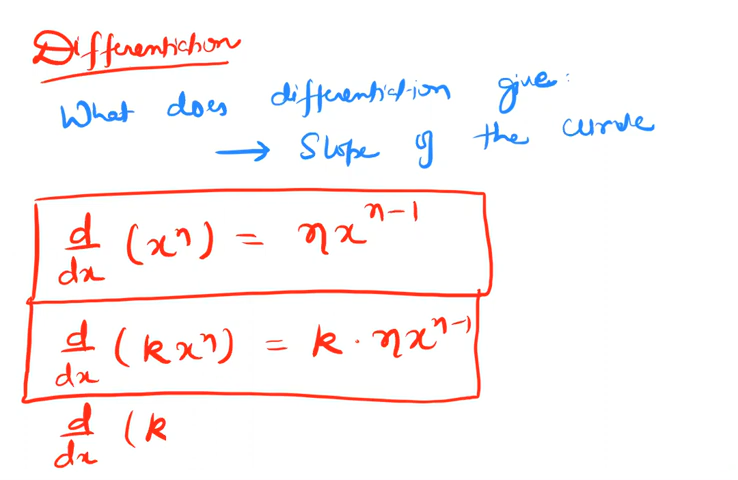 Differentiation
What does differentiation give:
→ Slope of the curve
d/dx (xⁿ) = nxⁿ⁻¹
d/dx (kxⁿ) = k · nxⁿ⁻¹
d/dx (k